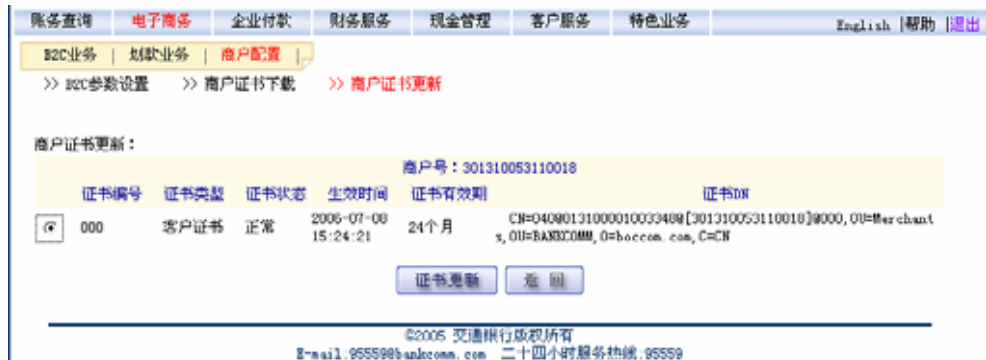 账务查询 电子商务 企业付款 财务服务 现金管理 客户服务 特色业务 English |帮助 |退出
B2C业务 | 划款业务 | 商户配置 |
>> B2C参数设置 >> 商户证书下载 >> 商户证书更新
商户证书更新：
商户号：301310053110018
证书编号 证书类型 证书状态 生效时间 证书有效期 证书DN
000 客户证书 正常 2006-07-08 15:24:21 24个月 CN=040@013100001003348@[301310053110018]@000,OU=Merchant
s,OU=BANKCOMM,O=boccom.com,C=CN
证书更新 返 回
©2005 交通银行版权所有
E-mail:95559@bankcomm.com 二十四小时服务热线:95559